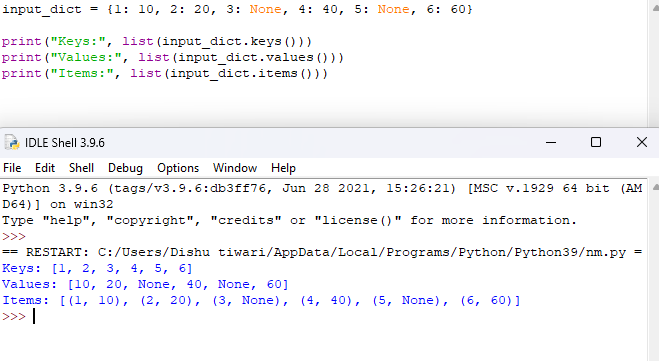 input_dict = {1: 10, 2: 20, 3: None, 4: 40, 5: None, 6: 60}
print("Keys:", list(input_dict.keys()))
print("Values:", list(input_dict.values()))
print("Items:", list(input_dict.items()))
IDLE Shell 3.9.6
File Edit Shell Debug Options Window Help
Python 3.9.6 (tags/v3.9.6:db3ff76, Jun 28 2021, 15:26:21) [MSC v.1929 64 bit (AM
D64)] on win32
Type "help", "copyright", "credits" or "license()" for more information.
>>>
== RESTART: C:/Users/Dishu tiwari/AppData/Local/Programs/Python/Python39/nm.py =
Keys: [1, 2, 3, 4, 5, 6]
Values: [10, 20, None, 40, None, 60]
Items: [(1, 10), (2, 20), (3, None), (4, 40), (5, None), (6, 60)]
>>>